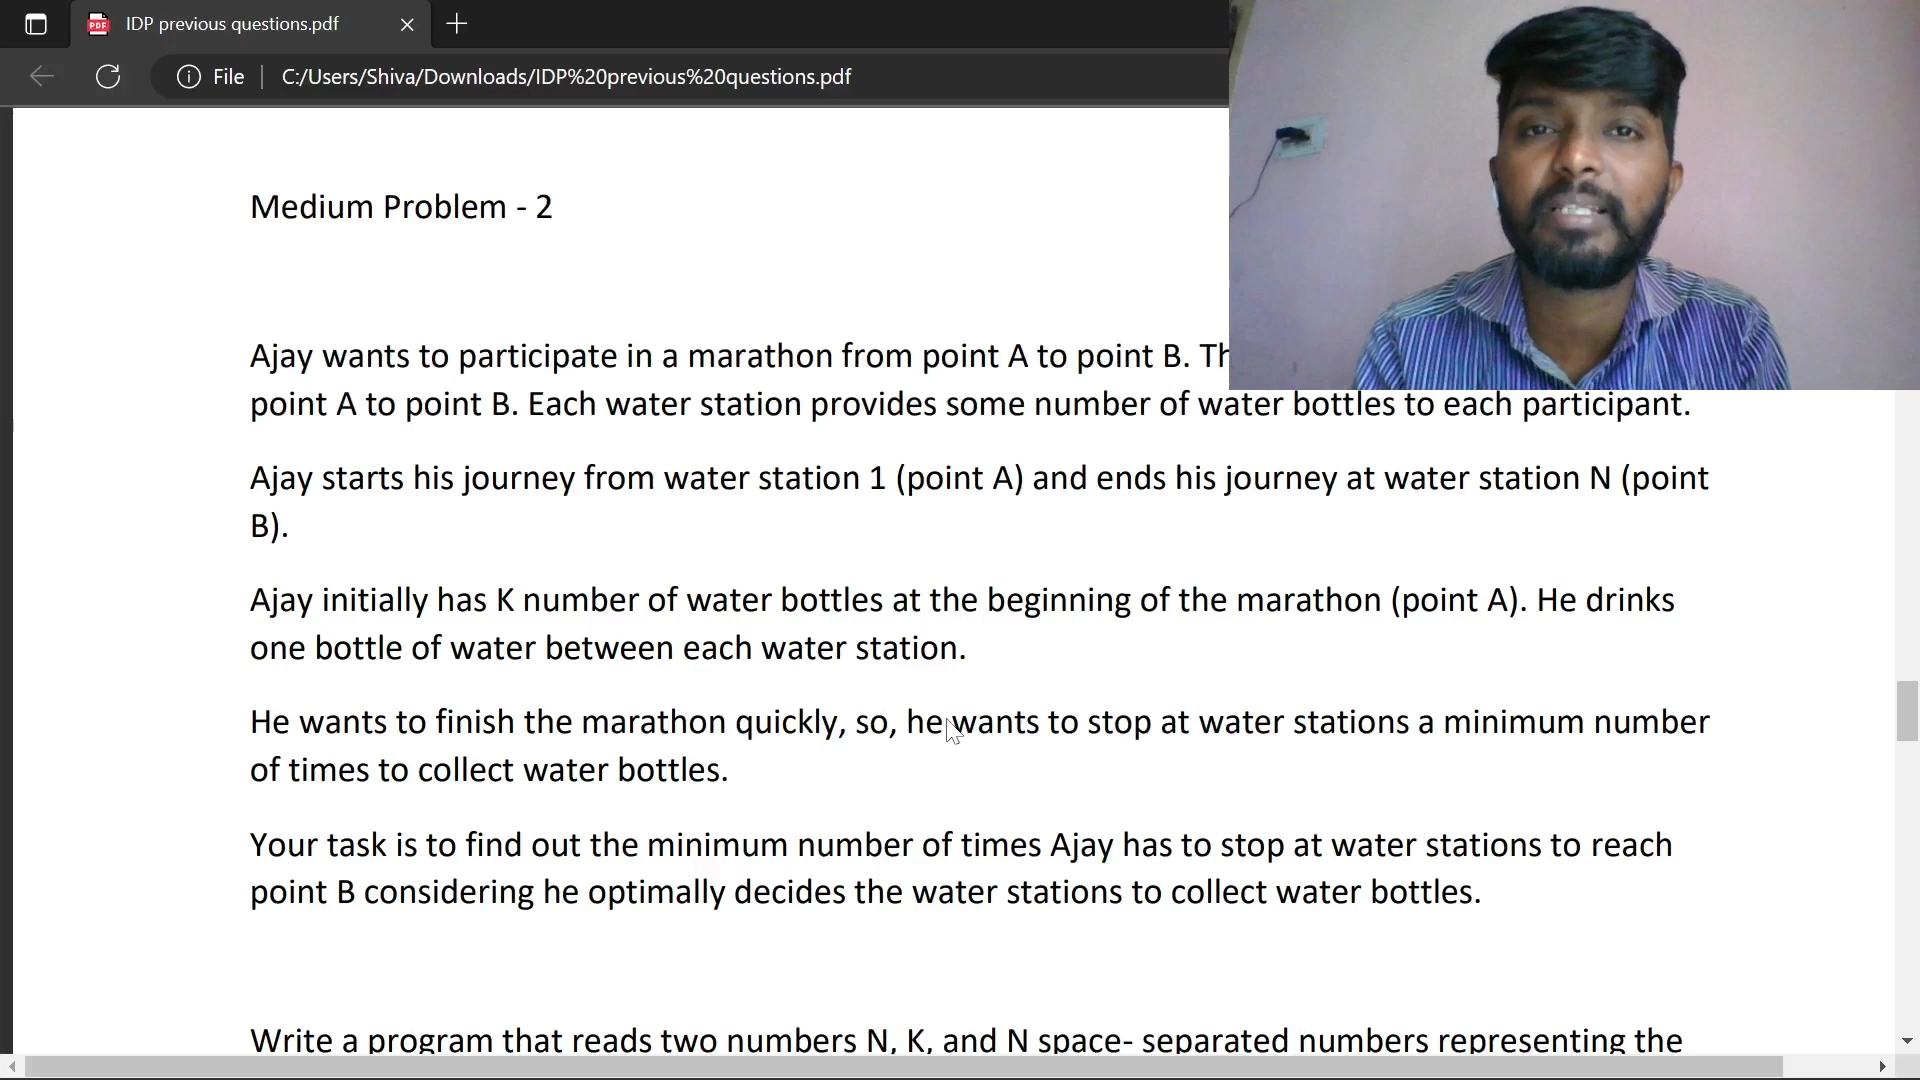 IDP previous questions.pdf
File
C:/Users/Shiva/Downloads/IDP%20previous%20questions.pdf
Medium Problem - 2
Ajay wants to participate in a marathon from point A to point B.
point A to point B. Each water station provides some number of water bottles to each participant.
Ajay starts his journey from water station 1 (point A) and ends his journey at water station N (point
B).
Ajay initially has K number of water bottles at the beginning of the marathon (point A). He drinks
one bottle of water between each water station.
He wants to finish the marathon quickly, so, he wants to stop at water stations a minimum number
of times to collect water bottles.
Your task is to find out the minimum number of times Ajay has to stop at water stations to reach
point B considering he optimally decides the water stations to collect water bottles.
Write a program that reads two numbers N, K, and N space- separated numbers representing the